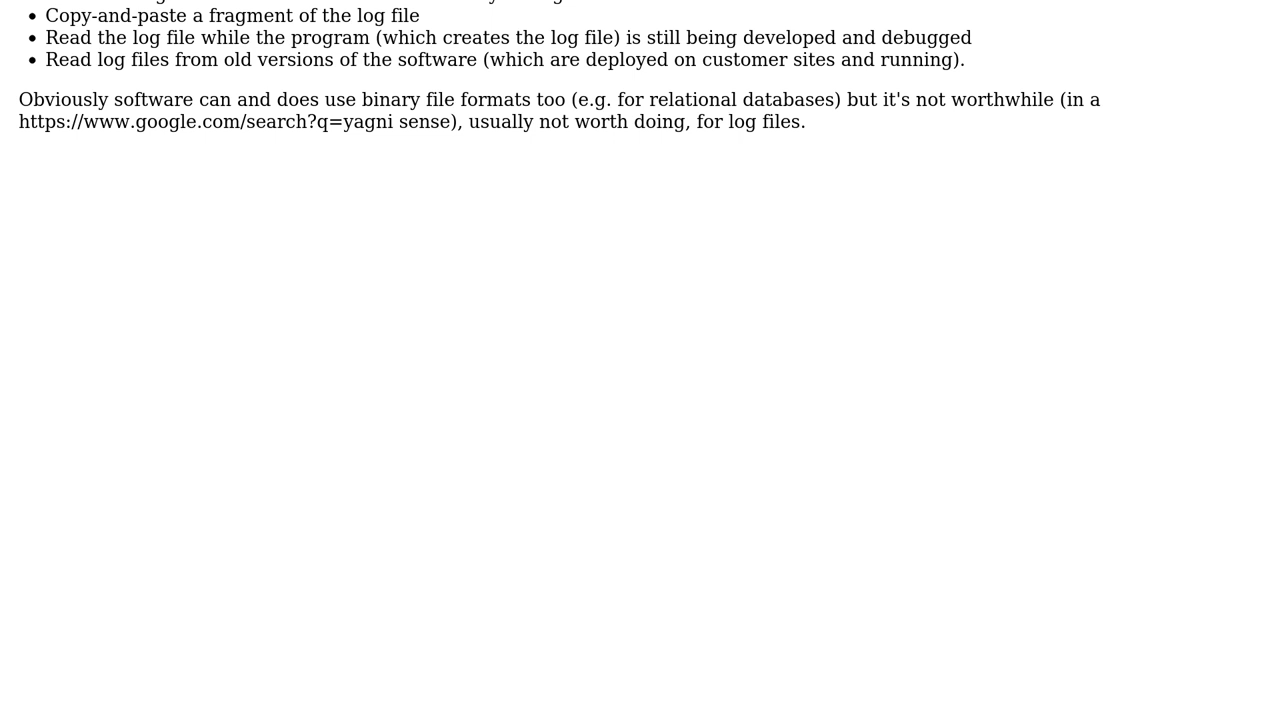 • Copy-and-paste a fragment of the log file
• Read the log file while the program (which creates the log file) is still being developed and debugged
• Read log files from old versions of the software (which are deployed on customer sites and running).
Obviously software can and does use binary file formats too (e.g. for relational databases) but it's not worthwhile (in a
https://www.google.com/search?q=yagni sense), usually not worth doing, for log files.